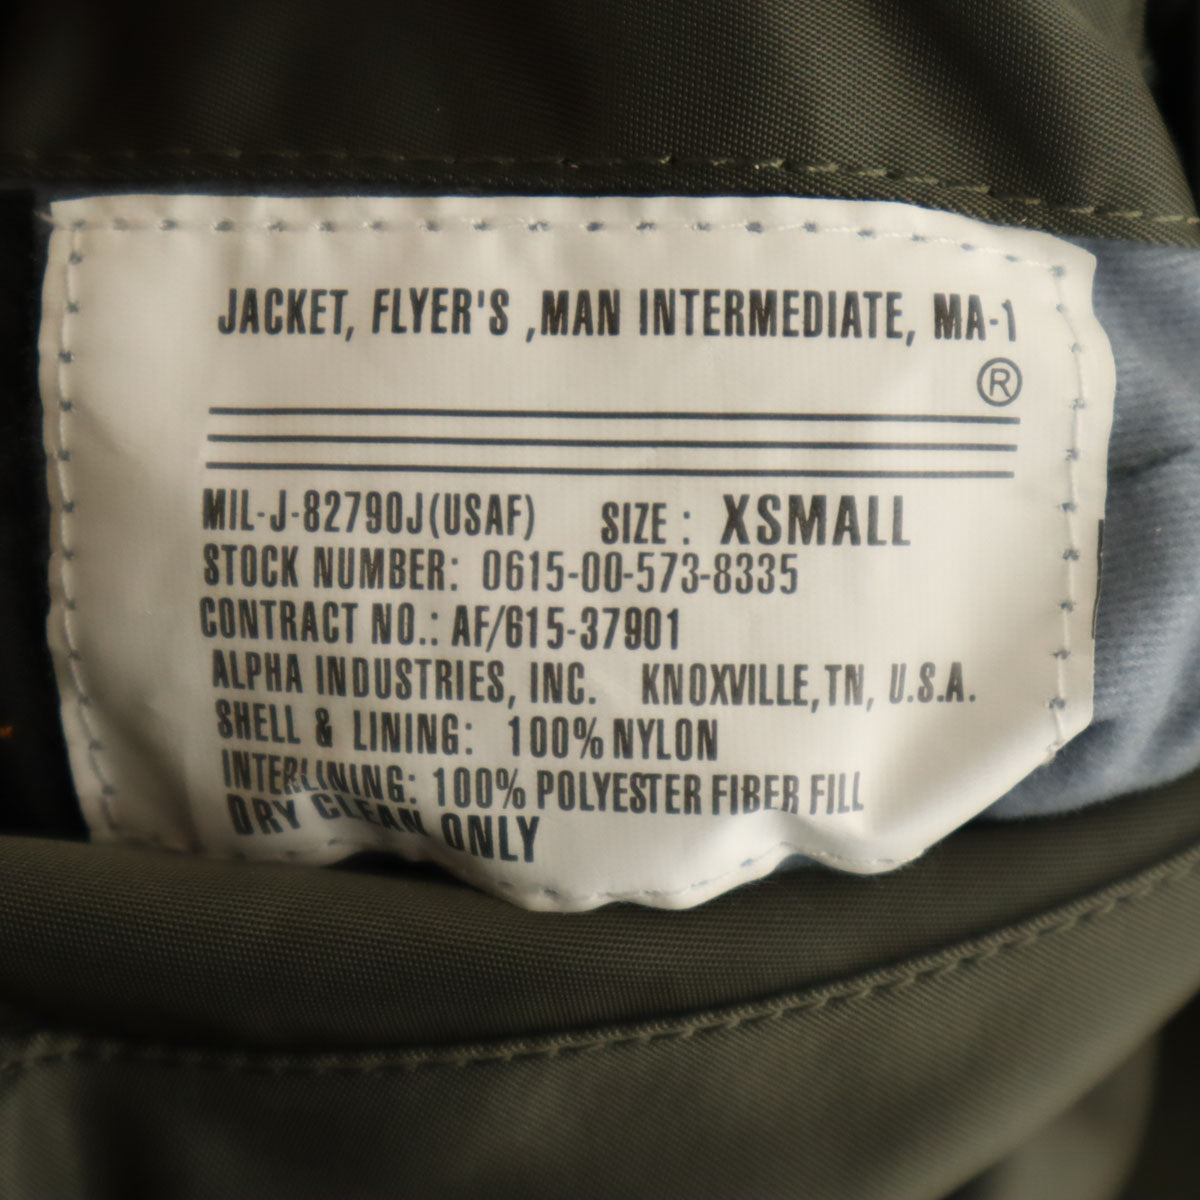 JACKET, FLYER'S ,MAN INTERMEDIATE, MA-1
®
MIL-J-82790J(USAF) SIZE : XSMALL
STOCK NUMBER: 0615-00-573-8335
CONTRACT NO.: AF/615-37901
ALPHA INDUSTRIES, INC. KNOXVILLE,TN, U.S.A.
SHELL & LINING: 100% NYLON
INTERLINING: 100% POLYESTER FIBER FILL
DRY CLEAN ONLY